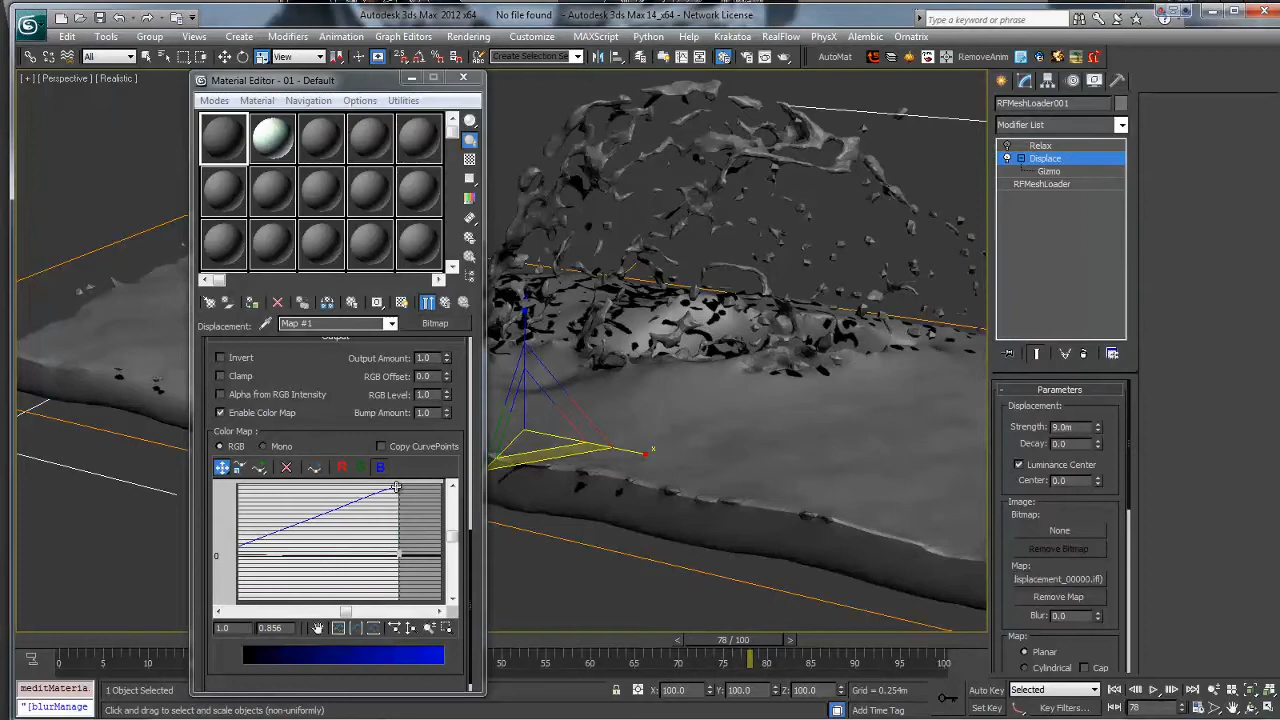 Autodesk 3ds Max 2012 x64 No file found - Autodesk 3ds Max 14_x64 - Network License
Type a keyword or phrase
Edit Tools Group Views Create Modifiers Animation Graph Editors Rendering Customize MAXScript Python Help Krakatoa RealFlow PhysX Alembic Ornatrix
All View Create Selection Se AutoMat RemoveAnim
[+] [Perspective] [Realistic]
Material Editor - 01 - Default
Modes Material Navigation Options Utilities
Displacement: Map #1 Bitmap
Output
Invert Output Amount: 1.0
Clamp RGB Offset: 0.0
Alpha from RGB Intensity RGB Level: 1.0
Enable Color Map Bump Amount: 1.0
Color Map:
RGB Mono Copy CurvePoints
R G B
0
1.0 0.856
x
RFMeshLoader001
Modifier List
Relax
Displace
Gizmo
RFMeshLoader
- Parameters
Displacement:
Strength: 9.0m
Decay: 0.0
Luminance Center
Center: 0.0
Image:
Bitmap:
None
Remove Bitmap
Map:
lisplacement_00000.ifl)
Remove Map
Blur: 0.0
Map:
Planar
Cylindrical Cap
< 78 / 100 >
0 5 10 50 55 60 65 70 75 80 85 90 95 100
meditMateria
"[blurManage
1 Object Selected X: 100.0 Y: 100.0 Z: 100.0 Grid = 0.254m
Click and drag to select and scale objects (non-uniformly) Add Time Tag
Auto Key Selected
Set Key Key Filters... 78